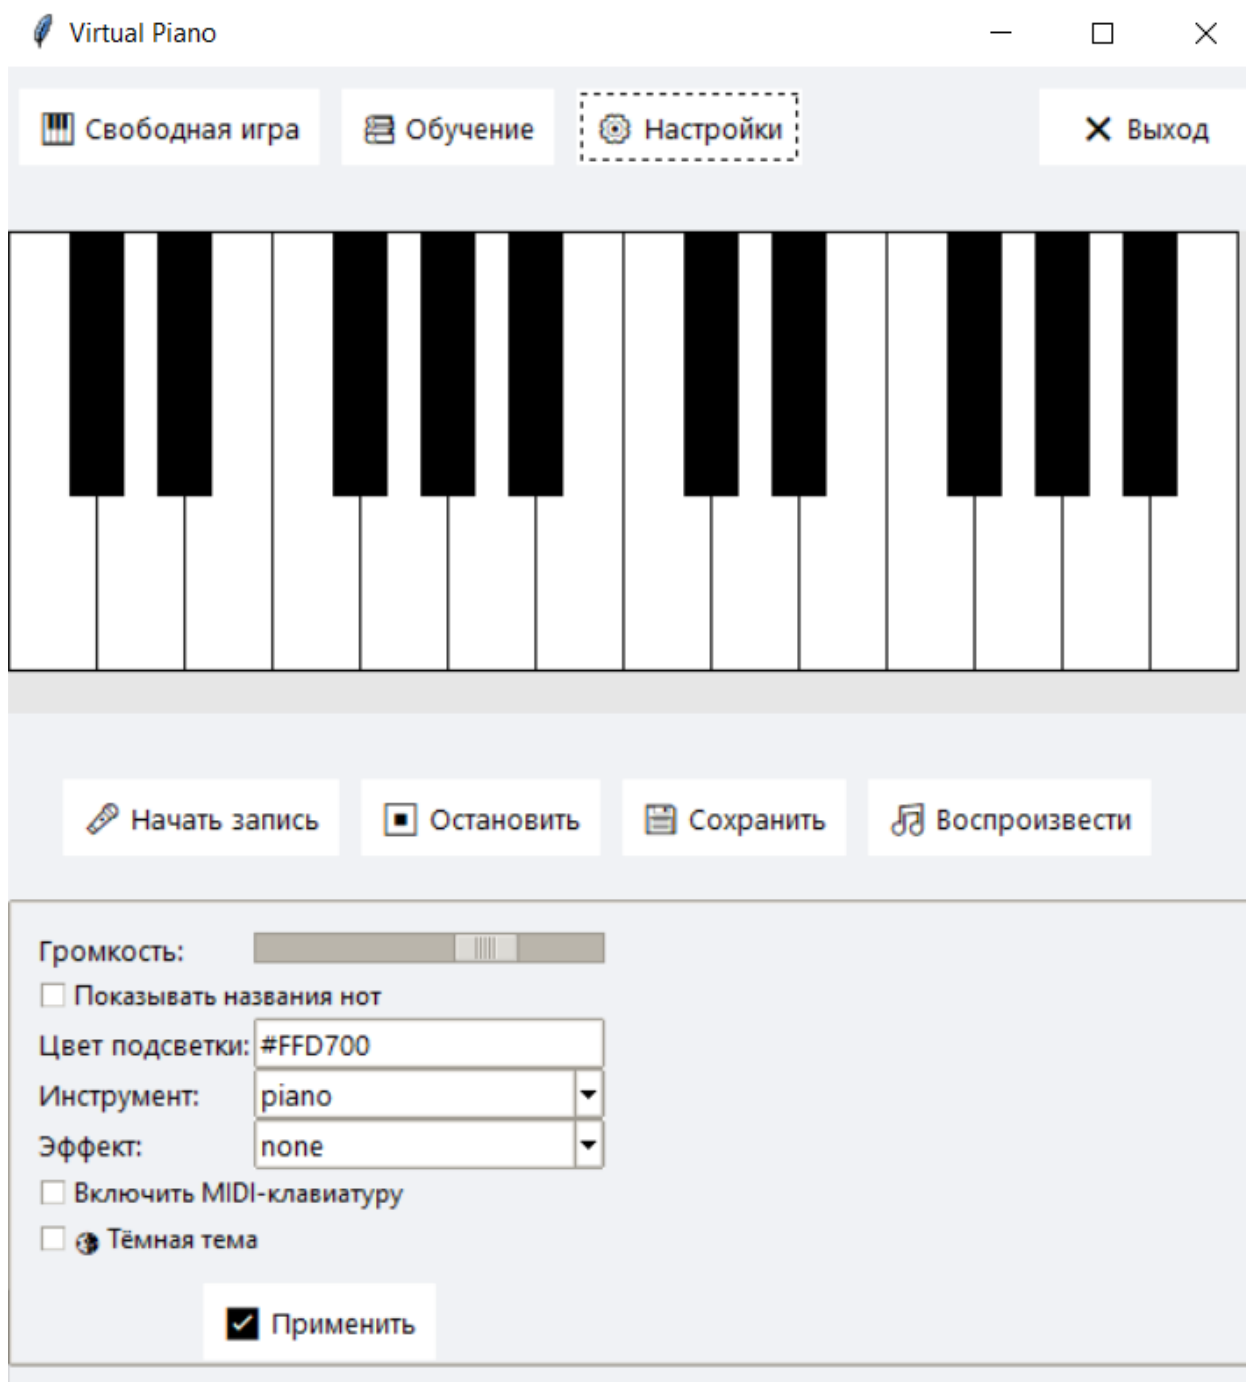 Virtual Piano
Свободная игра Обучение Настройки Выход
Начать запись Остановить Сохранить Воспроизвести
Громкость:
Показывать названия нот
Цвет подсветки: #FFD700
Инструмент: piano
Эффект: none
Включить MIDI-клавиатуру
Тёмная тема
Применить